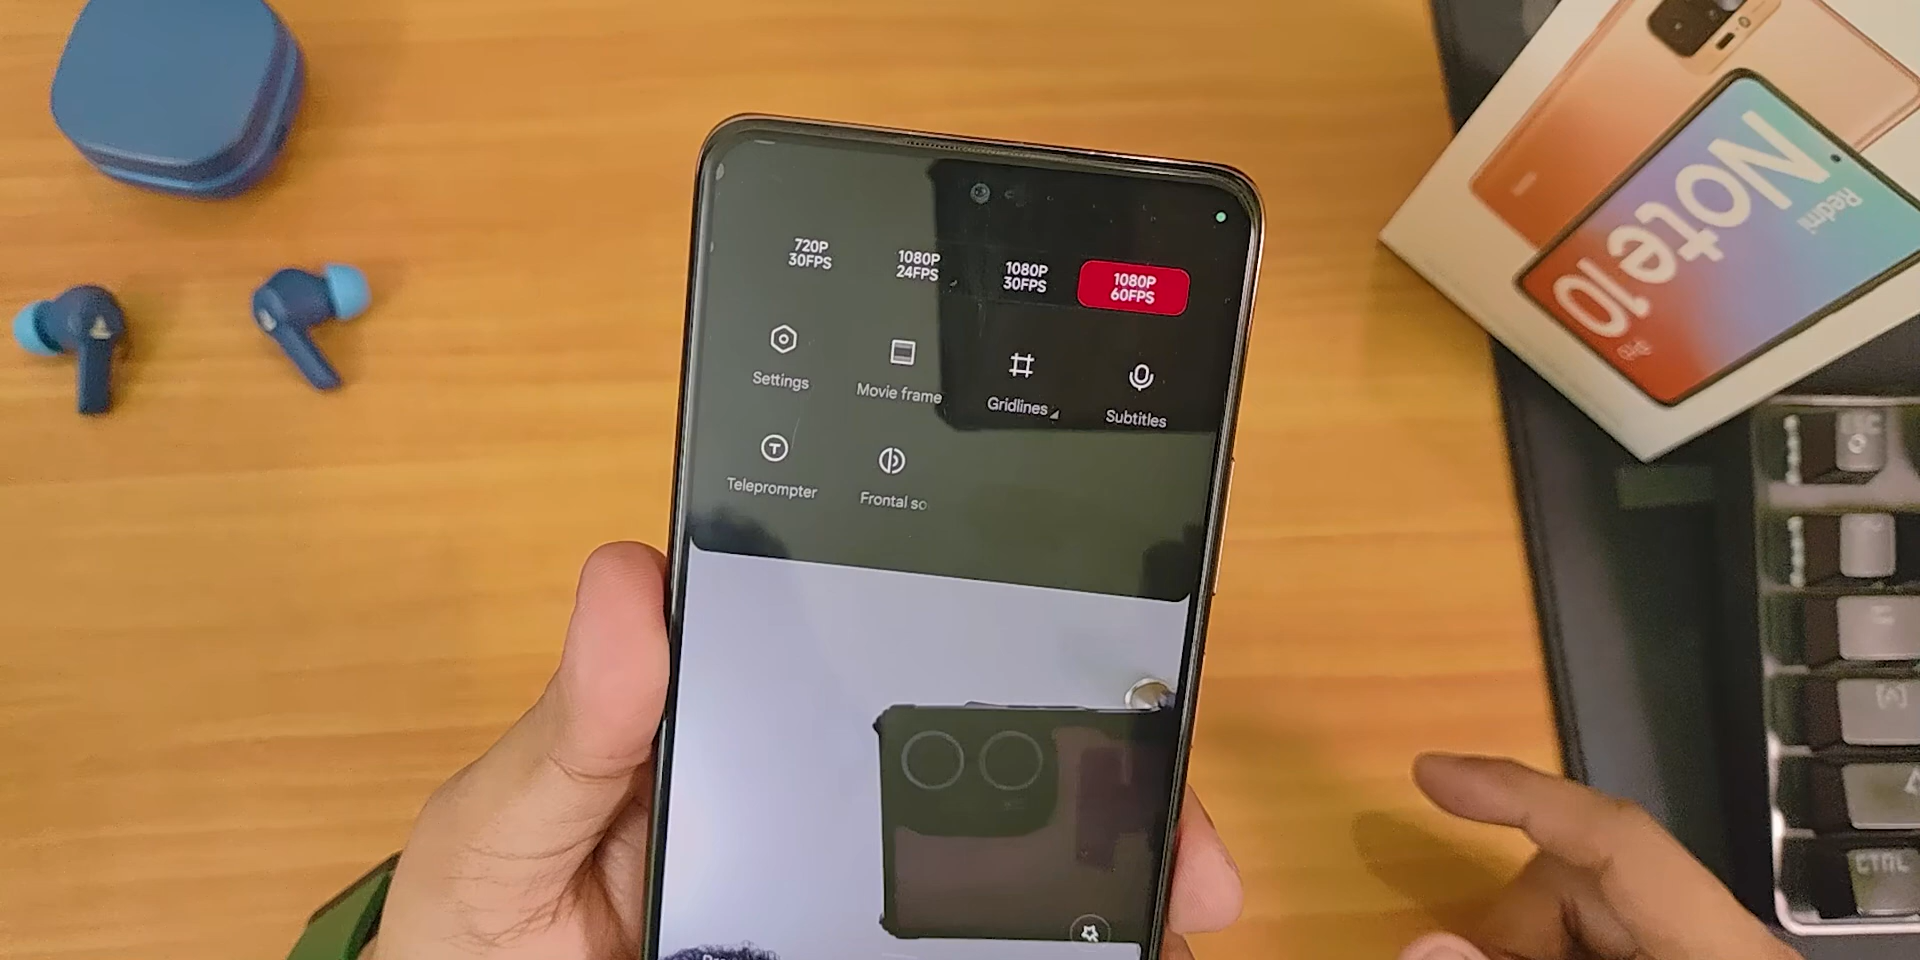 720P
30FPS
1080P
24FPS
1080P
30FPS
1080P
60FPS
Settings
Movie frame
Gridlines
Subtitles
Teleprompter
Frontal so
Redmi
Note 10
CTRL